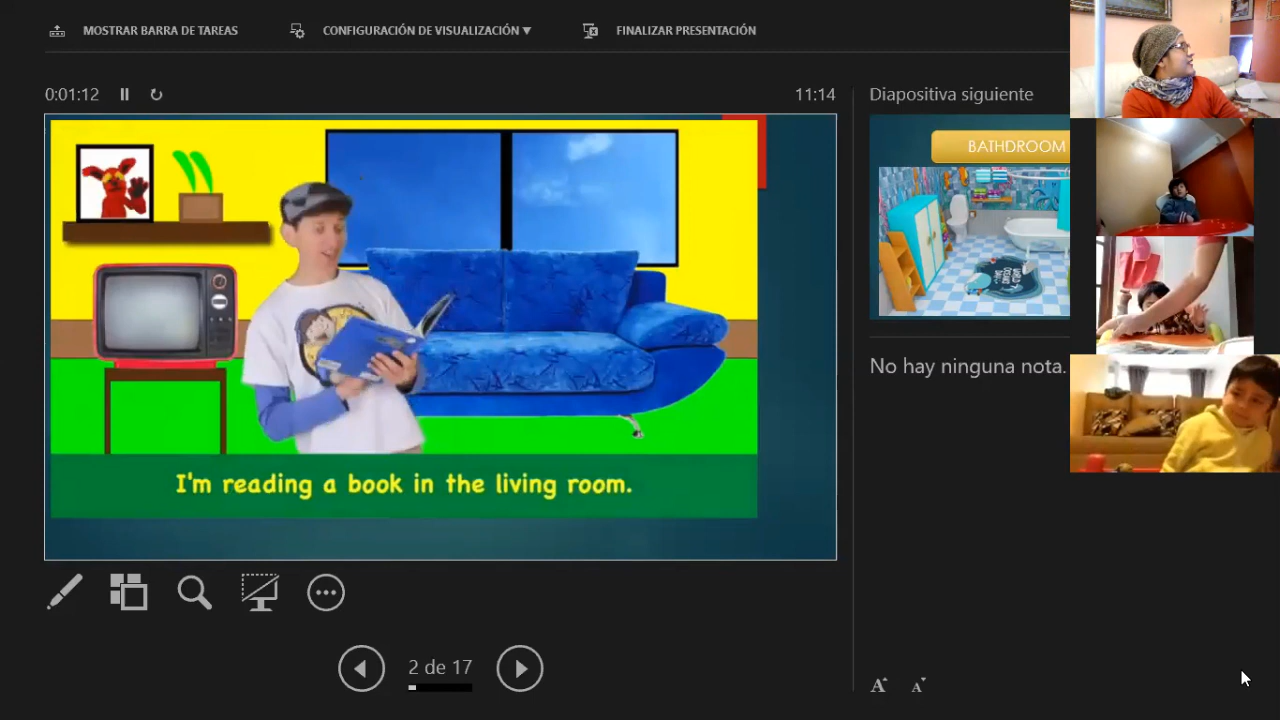 MOSTRAR BARRA DE TAREAS
CONFIGURACIÓN DE VISUALIZACIÓN ▼
FINALIZAR PRESENTACIÓN
0:01:12
11:14
Diapositiva siguiente
BATHDROOM
I'm reading a book in the living room.
No hay ninguna nota.
2 de 17
A A